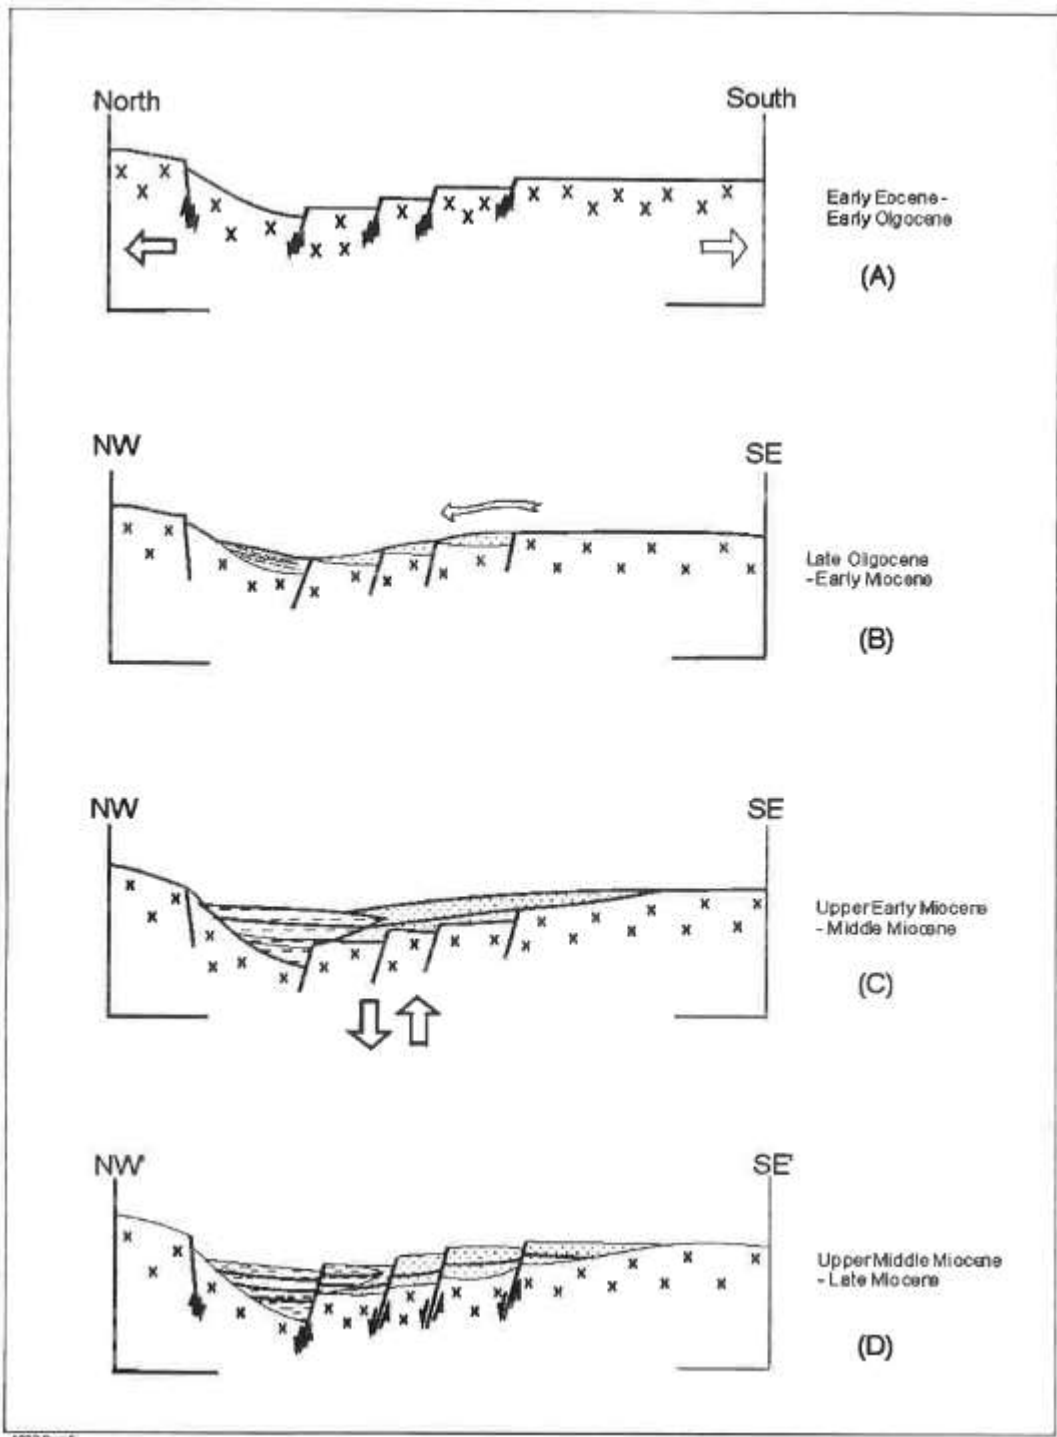 North
South
Early Eocene -
Early Olgocene
(A)
NW
SE
Late Oligocene
- Early Miocene
(B)
NW
SE
Upper Early Miocene
- Middle Miocene
(C)
NW'
SE'
Upper Middle Miocene
- Late Miocene
(D)